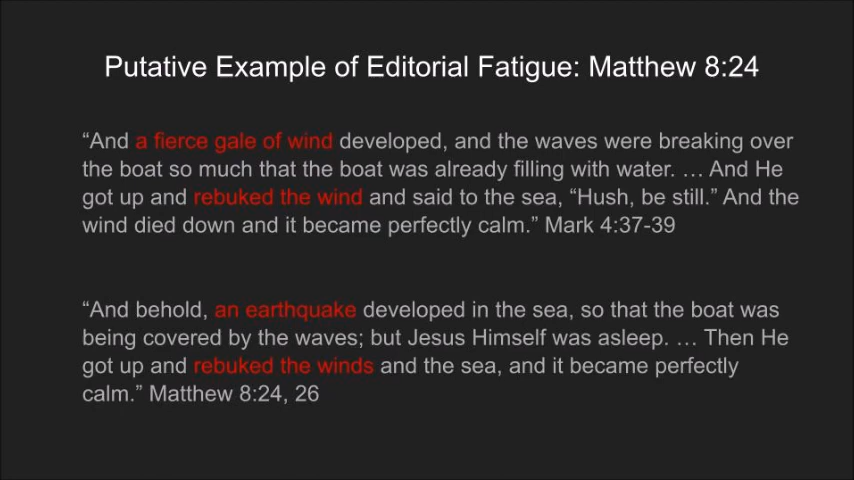 Putative Example of Editorial Fatigue: Matthew 8:24
“And a fierce gale of wind developed, and the waves were breaking over
the boat so much that the boat was already filling with water. … And He
got up and rebuked the wind and said to the sea, “Hush, be still.” And the
wind died down and it became perfectly calm.” Mark 4:37-39
“And behold, an earthquake developed in the sea, so that the boat was
being covered by the waves; but Jesus Himself was asleep. … Then He
got up and rebuked the winds and the sea, and it became perfectly
calm.” Matthew 8:24, 26